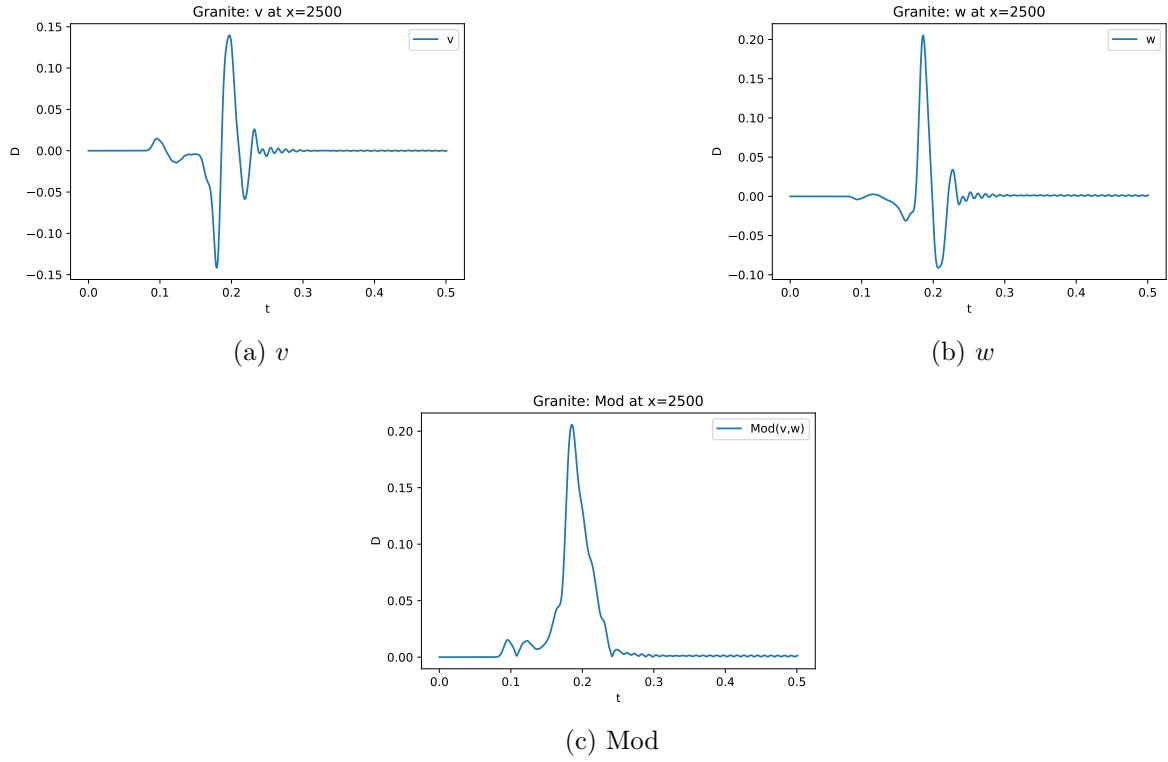 Granite: v at x=2500
v
0.15
0.10
0.05
0.00
−0.05
−0.10
−0.15
D
0.0 0.1 0.2 0.3 0.4 0.5
t
(a) v
Granite: w at x=2500
w
0.20
0.15
0.10
0.05
0.00
−0.05
−0.10
D
0.0 0.1 0.2 0.3 0.4 0.5
t
(b) w
Granite: Mod at x=2500
Mod(v,w)
0.20
0.15
0.10
0.05
0.00
D
0.0 0.1 0.2 0.3 0.4 0.5
t
(c) Mod